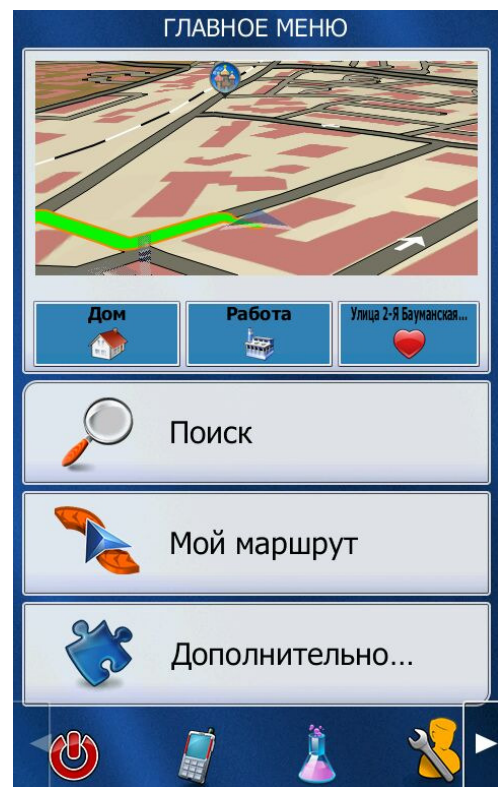 ГЛАВНОЕ МЕНЮ
Дом
Работа
Улица 2-Я Бауманская...
Поиск
Мой маршрут
Дополнительно...